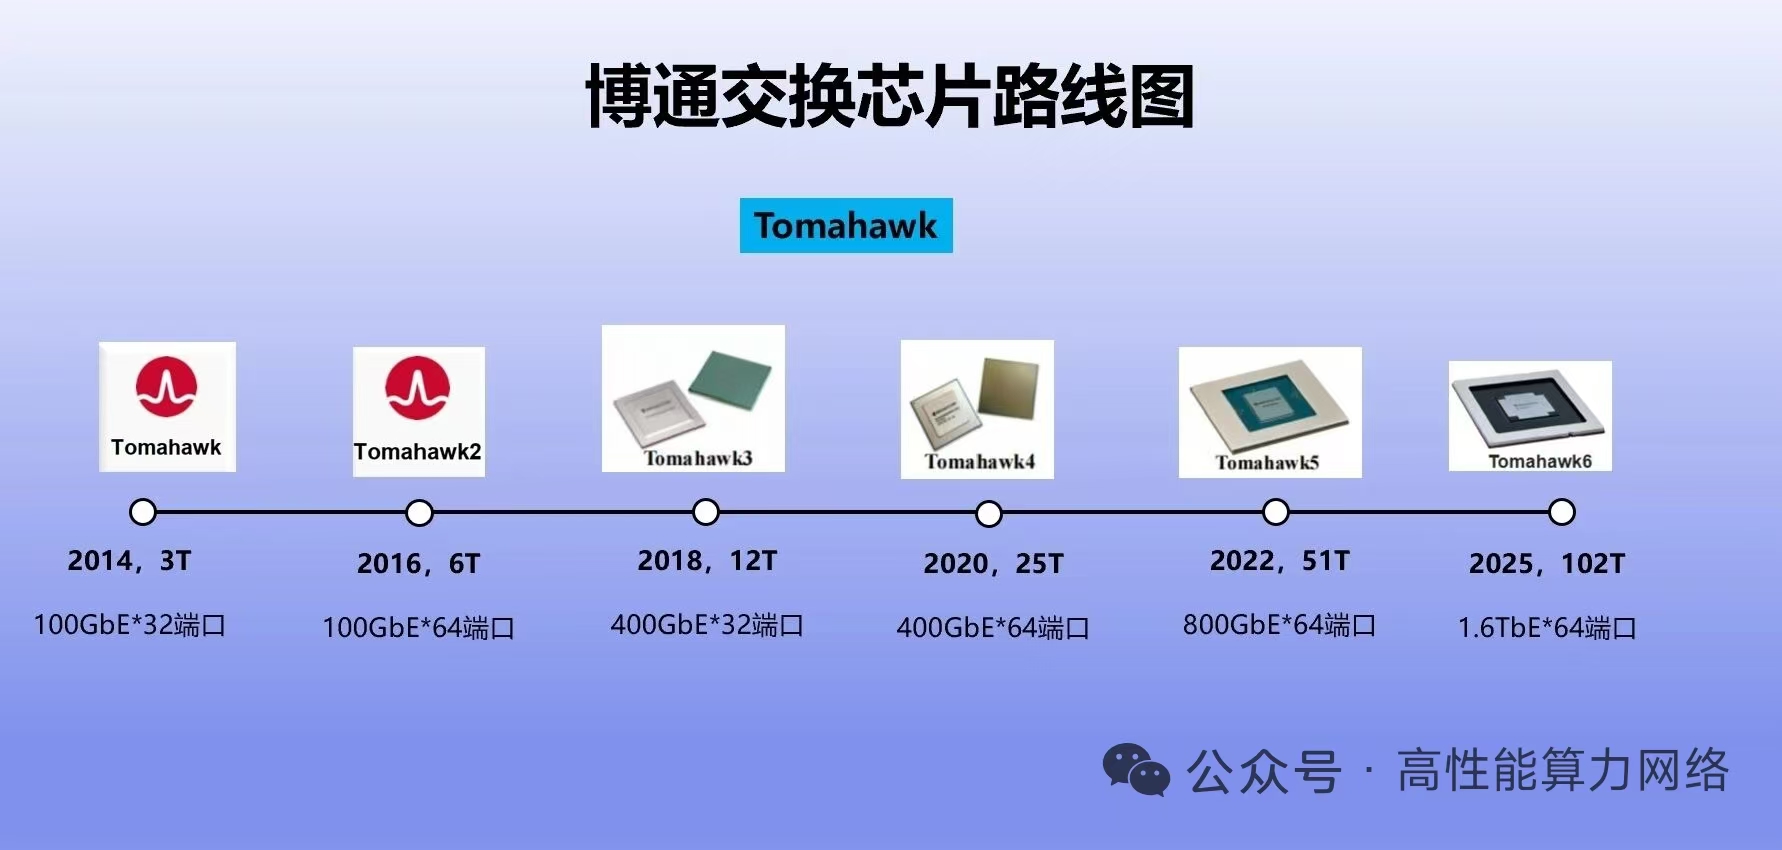 博通交换芯片路线图
Tomahawk
Tomahawk
Tomahawk2
Tomahawk3
Tomahawk4
Tomahawk5
Tomahawk6
2014，3T
2016，6T
2018，12T
2020，25T
2022，51T
2025，102T
100GbE*32端口
100GbE*64端口
400GbE*32端口
400GbE*64端口
800GbE*64端口
1.6TbE*64端口
公众号 · 高性能算力网络